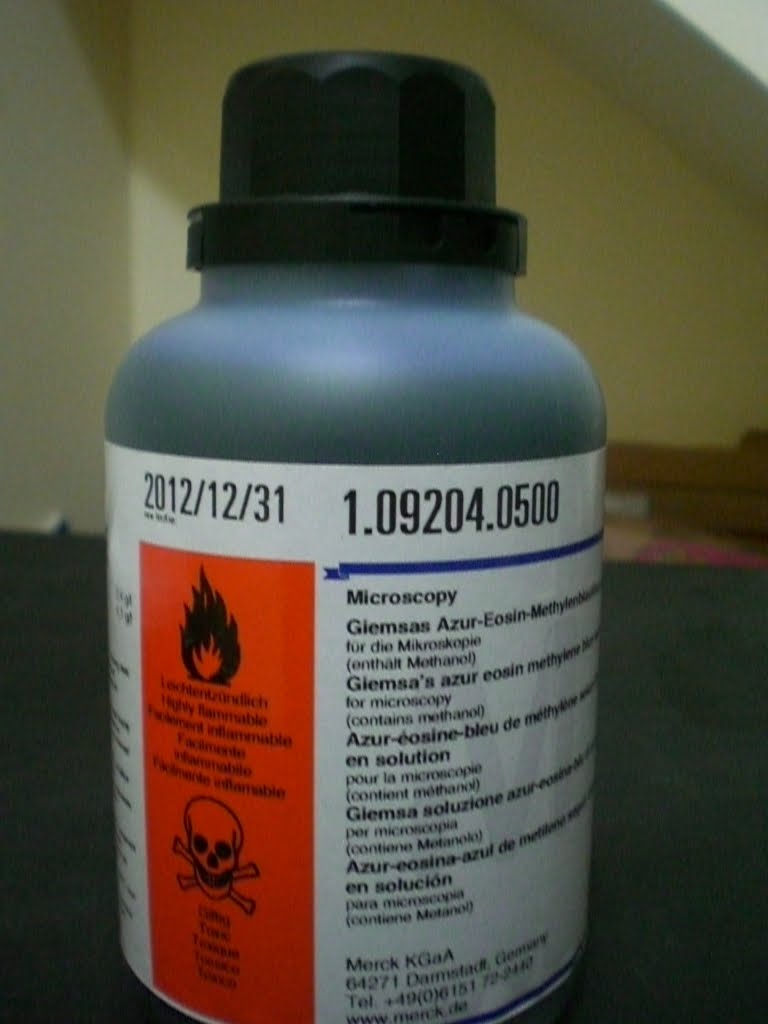 2012/12/31
1.09204.0500
Leichtentzündlich
Highly flammable
Facilement inflammable
Facilmente
infiammabile
Fácilmente inflamable
Giftig
Toxic
Toxique
Tossico
Tóxico
Microscopy
Giemsas Azur-Eosin-Methylenblau
für die Mikroskopie
(enthält Methanol)
Giemsa's azur eosin methylene blue
for microscopy
(contains methanol)
Azur-éosine-bleu de méthylène
en solution
pour la microscopie
(contient méthanol)
Giemsa soluzione azur-eosine-blu
per microscopia
(contiene Metanolo)
Azur-eosina-azul de metileno según
en solución
para microscopia
(contiene Metanol)
Merck KGaA
64271 Darmstadt, Germany
Tel. +49(0)6151 72-2440
www.merck.de